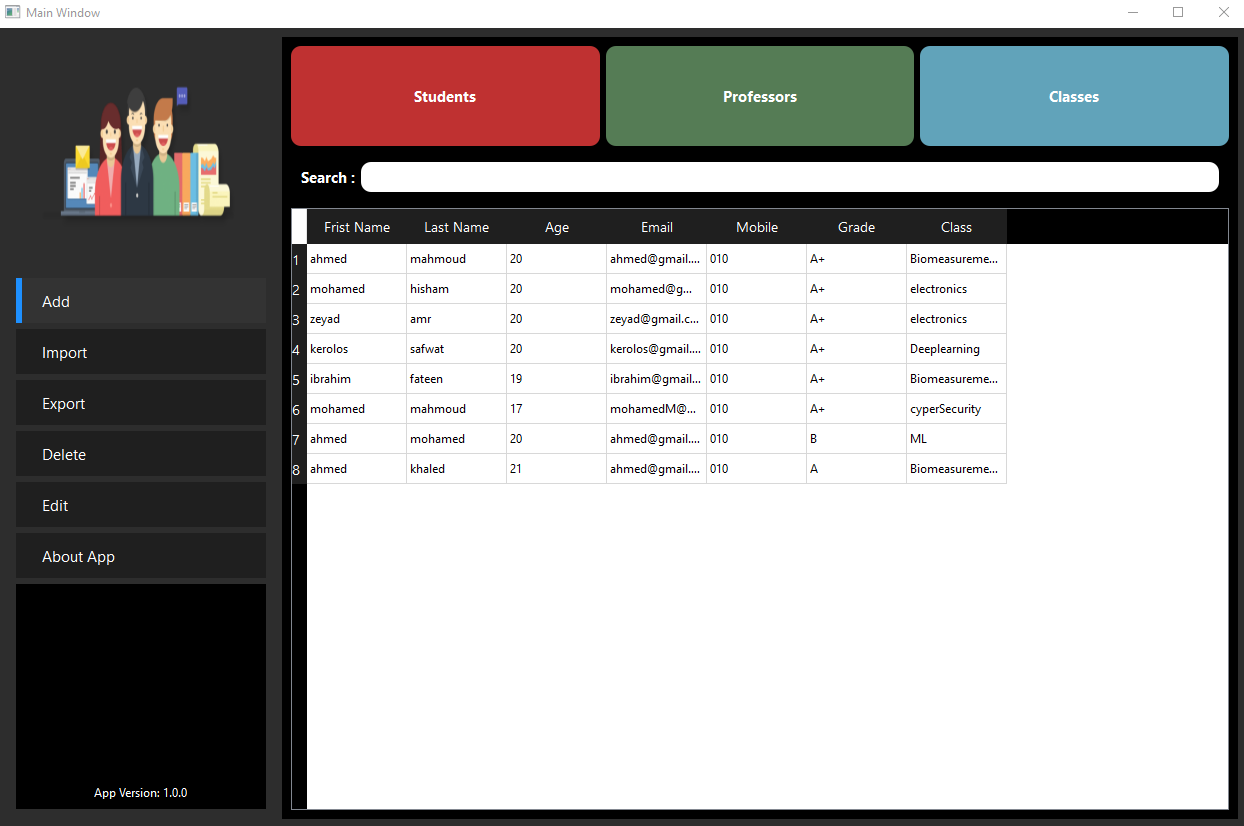 Main Window
Students Professors Classes
Search :
Add
Import
Export
Delete
Edit
About App
App Version: 1.0.0
Frist Name Last Name Age Email Mobile Grade Class
1 ahmed mahmoud 20 ahmed@gmail.... 010 A+ Biomeasureme...
2 mohamed hisham 20 mohamed@g... 010 A+ electronics
3 zeyad amr 20 zeyad@gmail.c... 010 A+ electronics
4 kerolos safwat 20 kerolos@gmail.... 010 A+ Deeplearning
5 ibrahim fateen 19 ibrahim@gmail... 010 A+ Biomeasureme...
6 mohamed mahmoud 17 mohamedM@... 010 A+ cyperSecurity
7 ahmed mohamed 20 ahmed@gmail.... 010 B ML
8 ahmed khaled 21 ahmed@gmail.... 010 A Biomeasureme...